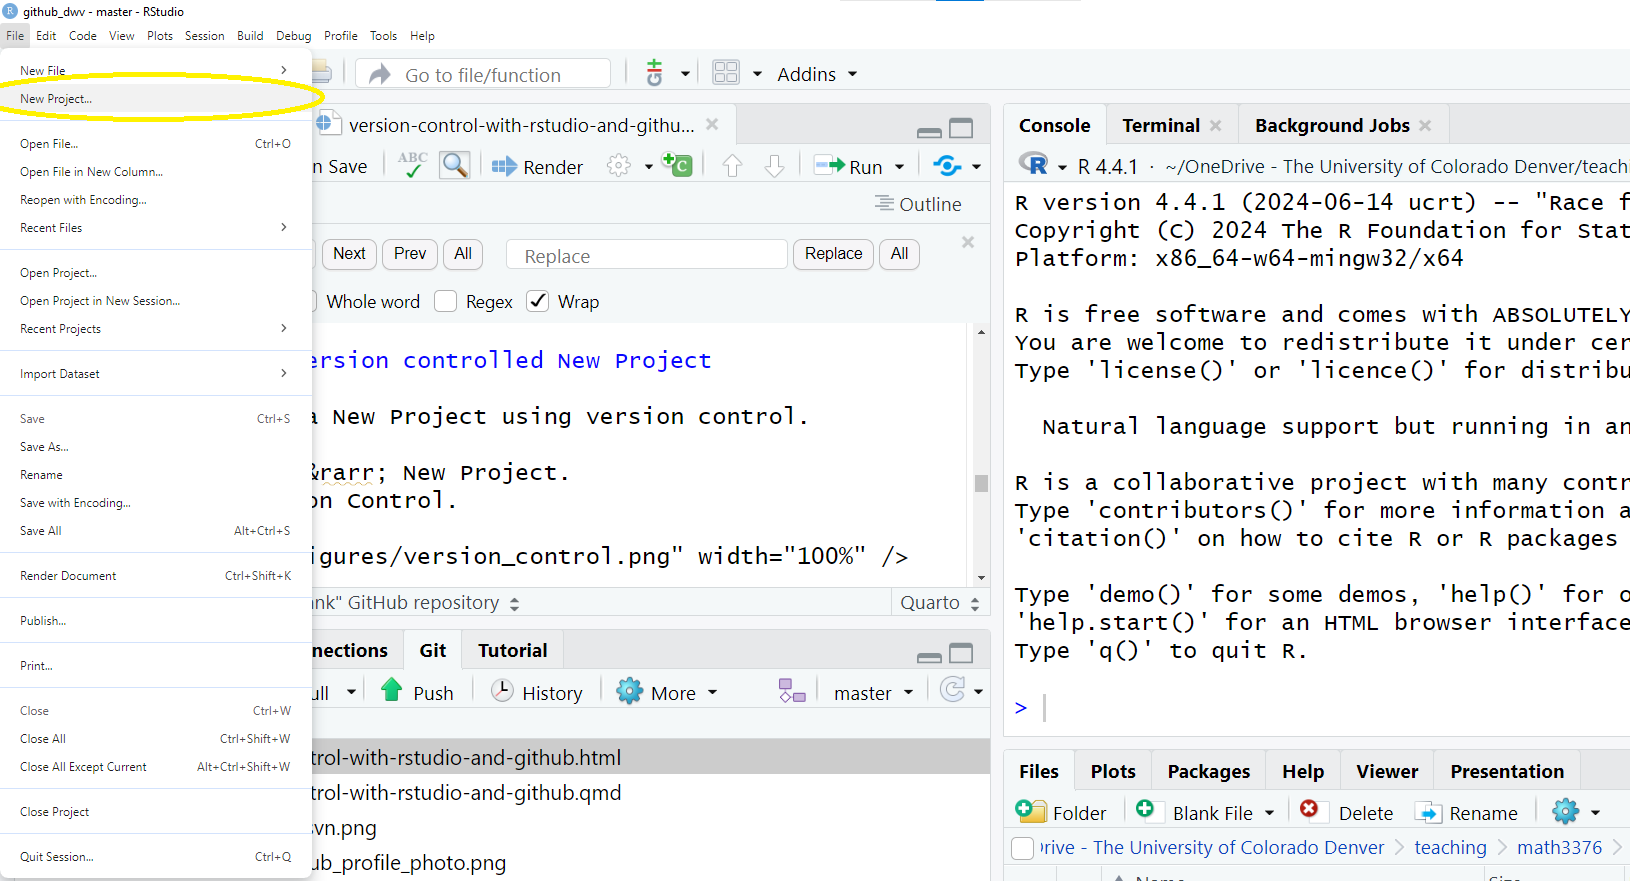 github_dwv - master - RStudio
File Edit Code View Plots Session Build Debug Profile Tools Help
New File
New Project...
Open File... Ctrl+O
Open File in New Column...
Reopen with Encoding...
Recent Files
Open Project...
Open Project in New Session...
Recent Projects
Import Dataset
Save Ctrl+S
Save As...
Rename
Save with Encoding...
Save All Alt+Ctrl+S
Render Document Ctrl+Shift+K
Publish...
Print...
Close Ctrl+W
Close All Ctrl+Shift+W
Close All Except Current Alt+Ctrl+Shift+W
Close Project
Quit Session... Ctrl+Q
Go to file/function Addins
version-control-with-rstudio-and-githu...
n Save ABC Render Run
Outline
Next Prev All Replace Replace All
Whole word Regex Wrap
ersion controlled New Project
a New Project using version control.
&rarr; New Project.
on Control.
igures/version_control.png" width="100%" />
ank" GitHub repository Quarto
nnections Git Tutorial
ull Push History More master
trol-with-rstudio-and-github.html
trol-with-rstudio-and-github.qmd
svn.png
ub_profile_photo.png
Console Terminal Background Jobs
R 4.4.1 · ~/OneDrive - The University of Colorado Denver/teach
R version 4.4.1 (2024-06-14 ucrt) -- "Race f
Copyright (C) 2024 The R Foundation for Stat
Platform: x86_64-w64-mingw32/x64
R is free software and comes with ABSOLUTELY
You are welcome to redistribute it under cer
Type 'license()' or 'licence()' for distribu
Natural language support but running in an
R is a collaborative project with many contr
Type 'contributors()' for more information a
'citation()' on how to cite R or R packages
Type 'demo()' for some demos, 'help()' for o
'help.start()' for an HTML browser interface
Type 'q()' to quit R.
>
Files Plots Packages Help Viewer Presentation
Folder Blank File Delete Rename
rive - The University of Colorado Denver teaching math3376
Name Size